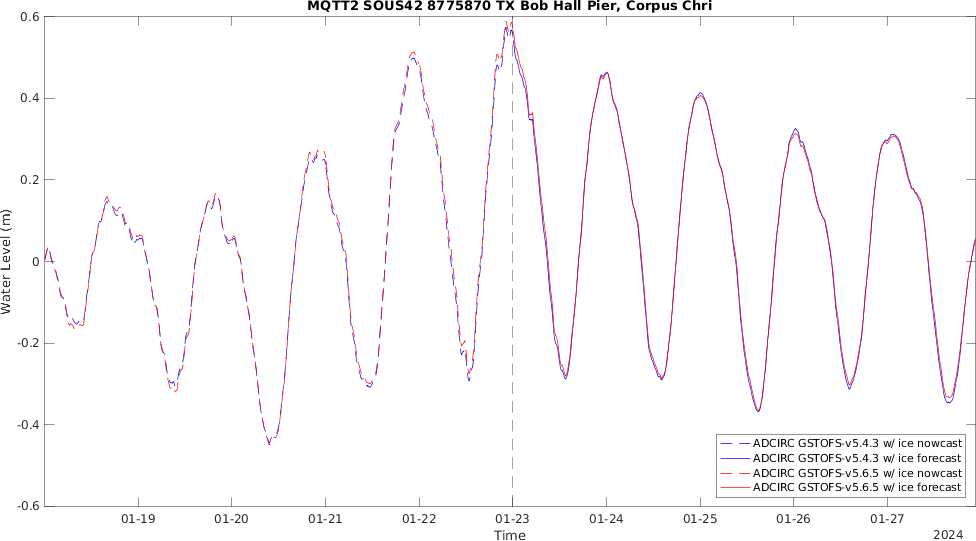 MQTT2 SOUS42 8775870 TX Bob Hall Pier, Corpus Chri
0.6
0.4
0.2
0
-0.2
-0.4
-0.6
Water Level (m)
01-19 01-20 01-21 01-22 01-23 01-24 01-25 01-26 01-27
Time
2024
ADCIRC GSTOFS-v5.4.3 w/ ice nowcast
ADCIRC GSTOFS-v5.4.3 w/ ice forecast
ADCIRC GSTOFS-v5.6.5 w/ ice nowcast
ADCIRC GSTOFS-v5.6.5 w/ ice forecast